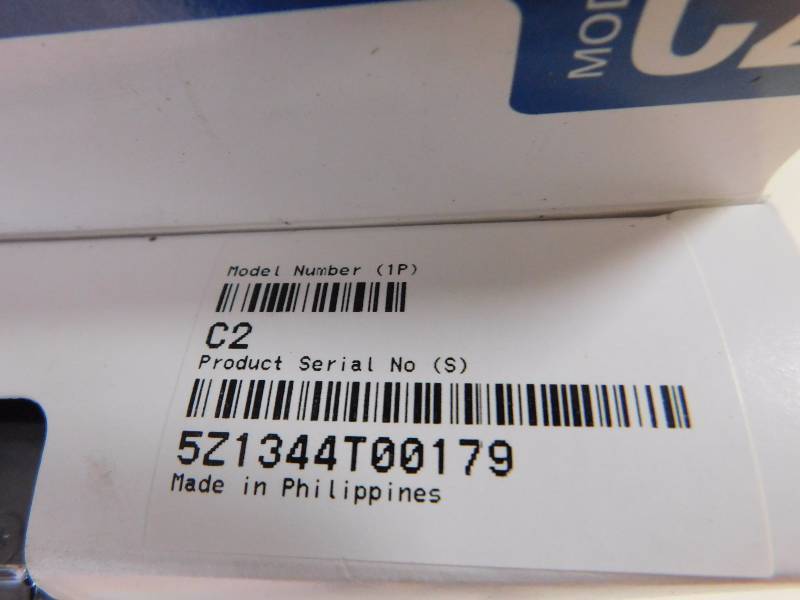 MOD
C2
Model Number (1P)
C2
Product Serial No (S)
5Z1344T00179
Made in Philippines